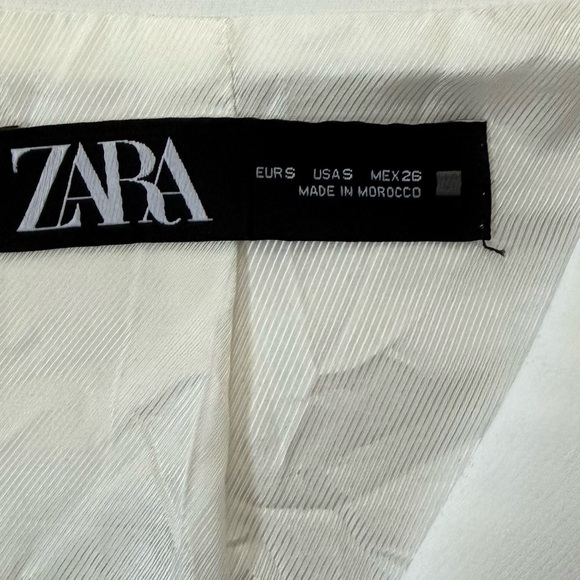 ZARA
EUR S USA S MEX 26
MADE IN MOROCCO